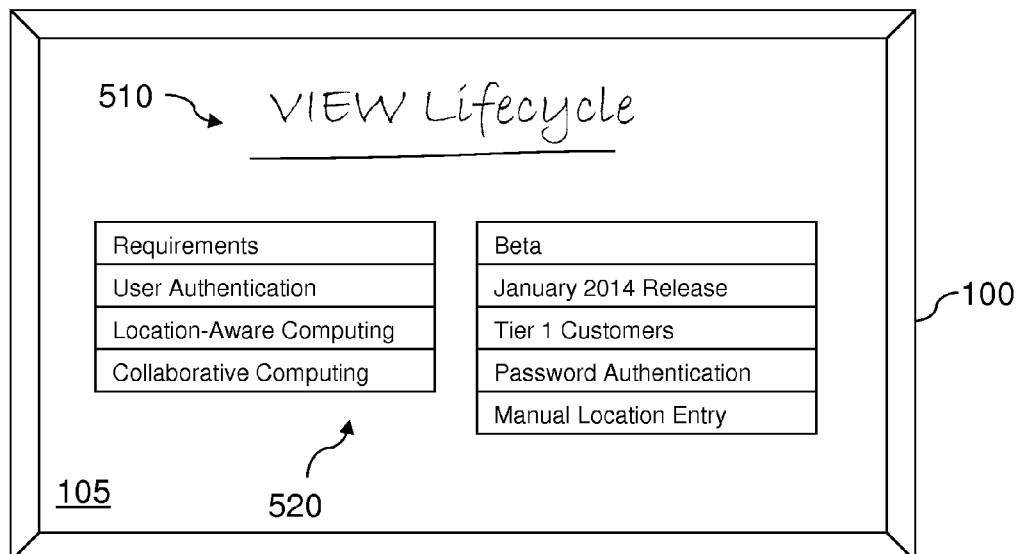 510
VIEW Lifecycle
Requirements
User Authentication
Location-Aware Computing
Collaborative Computing
Beta
January 2014 Release
Tier 1 Customers
Password Authentication
Manual Location Entry
100
105
520